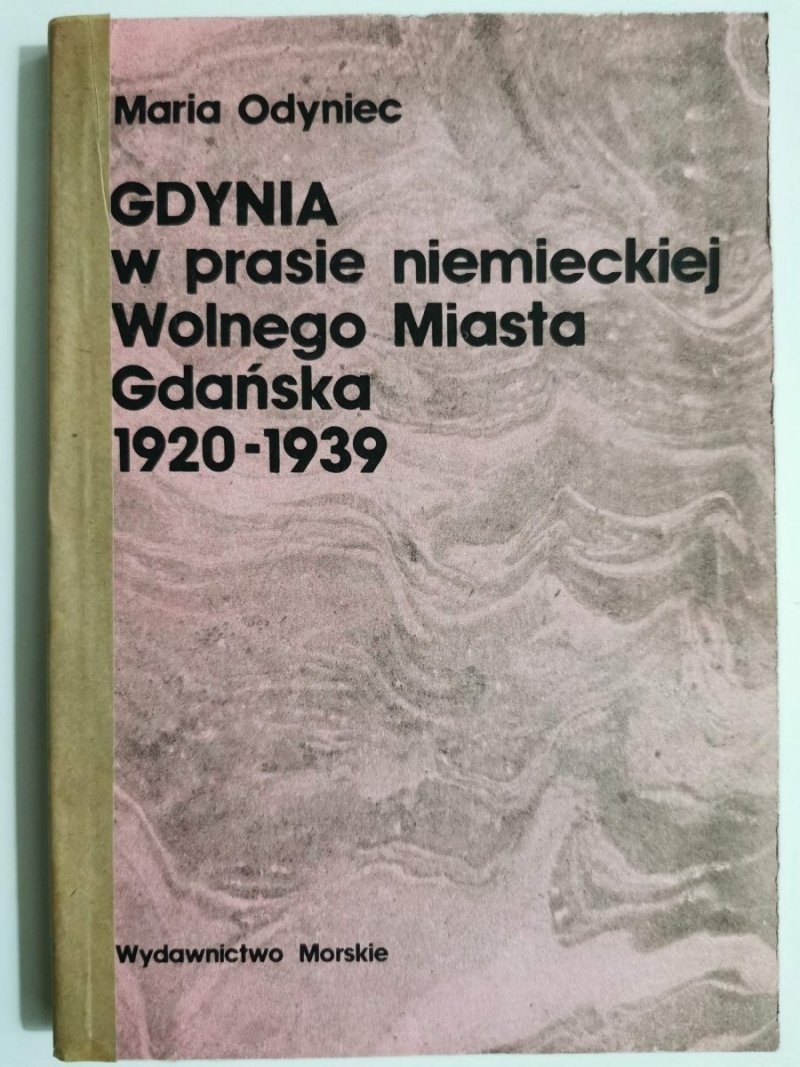 Maria Odyniec
GDYNIA
w prasie niemieckiej
Wolnego Miasta
Gdańska
1920-1939
Wydawnictwo Morskie